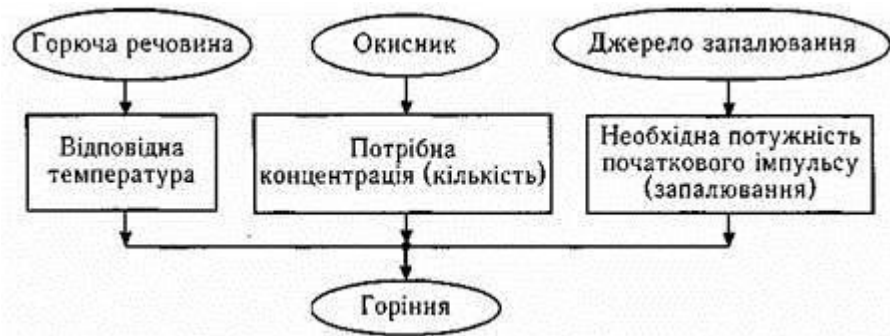 Горюча речовина
Окисник
Джерело запалювання
Відповідна
температура
Потрібна
концентрація (кількість)
Необхідна потужність
початкового імпульсу
(запалювання)
Горіння